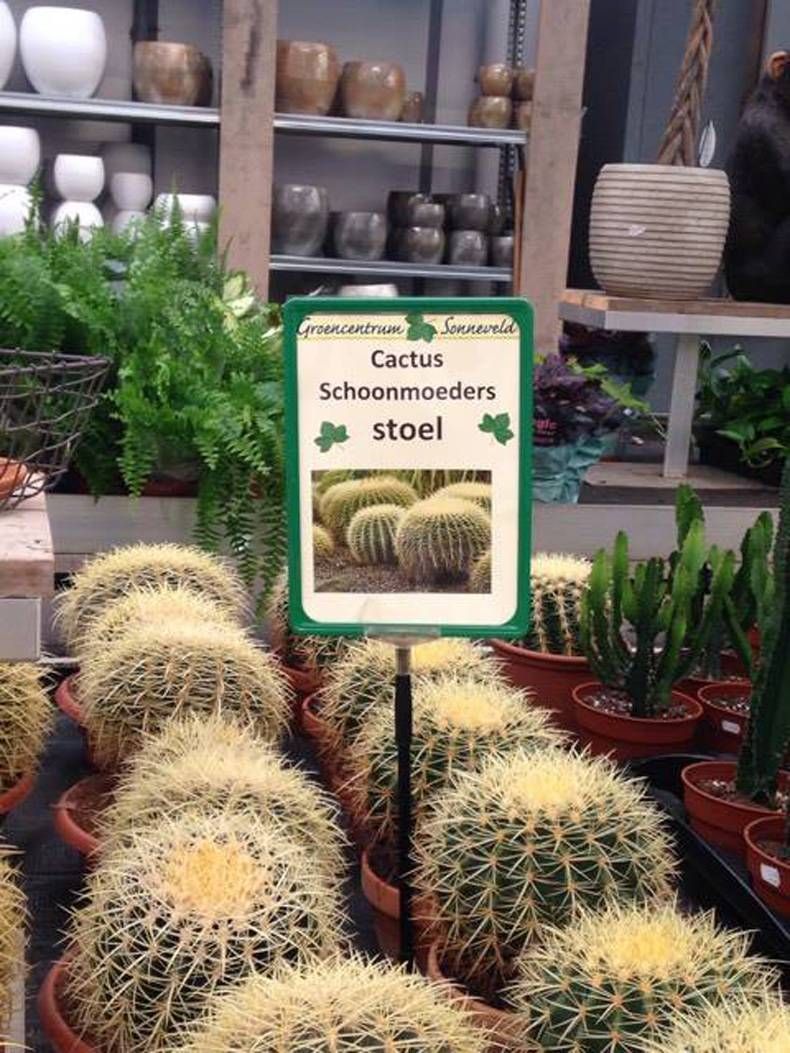 Groencentrum Sonneveld
Cactus
Schoonmoeders
stoel